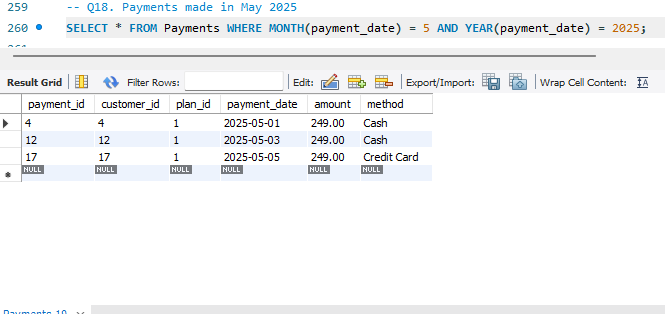 259 -- Q18. Payments made in May 2025
260 SELECT * FROM Payments WHERE MONTH(payment_date) = 5 AND YEAR(payment_date) = 2025;
Result Grid Filter Rows: Edit: Export/Import: Wrap Cell Content: IA
payment_id customer_id plan_id payment_date amount method
4 4 1 2025-05-01 249.00 Cash
12 12 1 2025-05-03 249.00 Cash
17 17 1 2025-05-05 249.00 Credit Card
NULL NULL NULL NULL NULL NULL